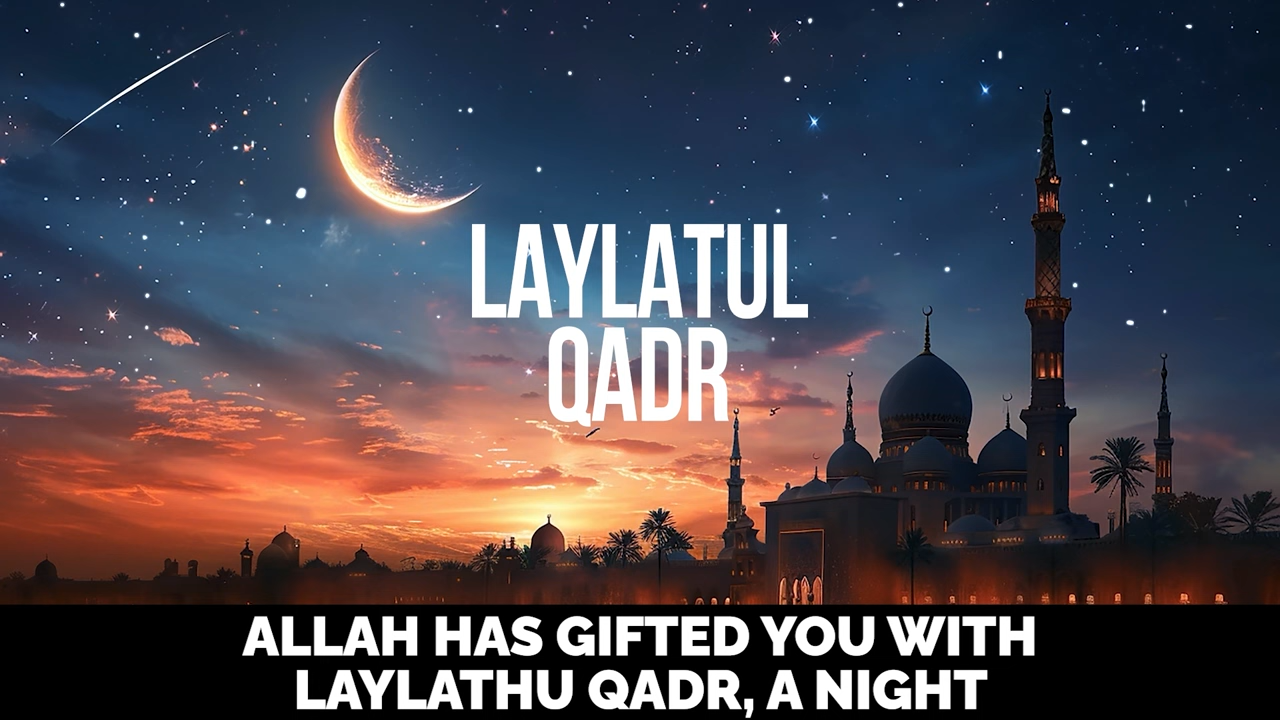 LAYLATUL
QADR
ALLAH HAS GIFTED YOU WITH
LAYLATHU QADR, A NIGHT